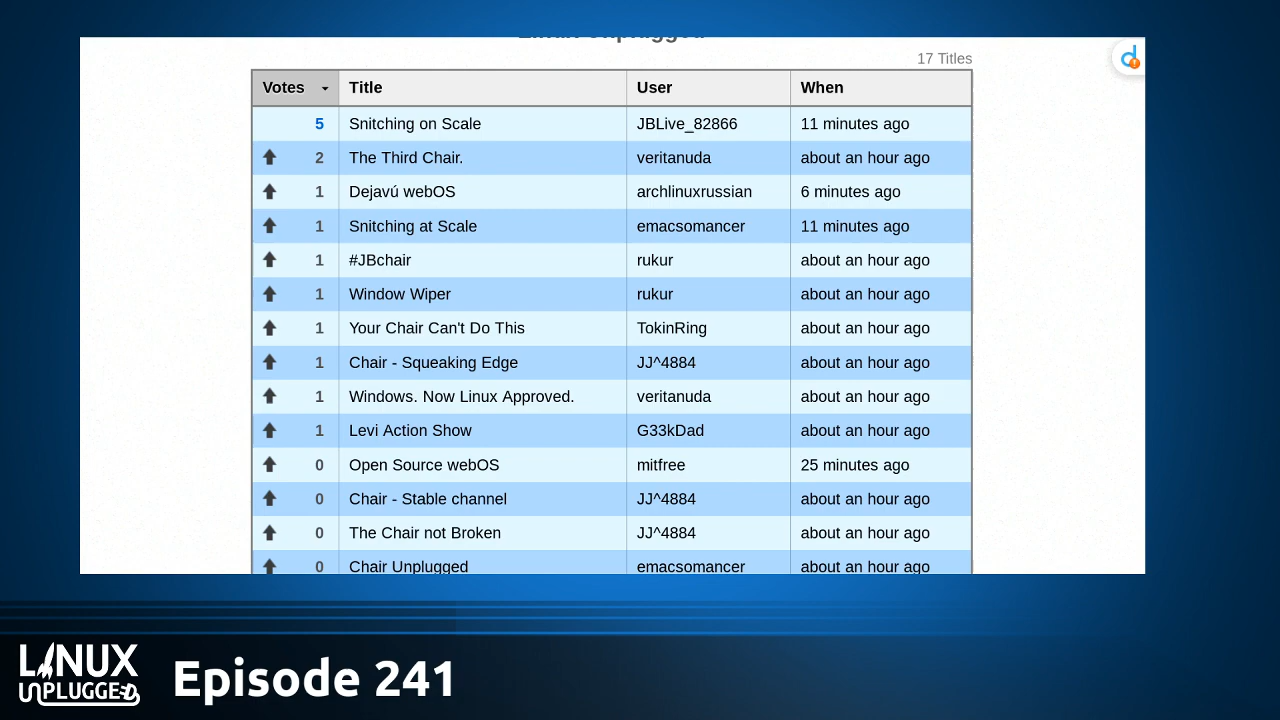 Linux Unplugged
17 Titles
Votes Title User When
5 Snitching on Scale JBLive_82866 11 minutes ago
2 The Third Chair. veritanuda about an hour ago
1 Dejavú webOS archlinuxrussian 6 minutes ago
1 Snitching at Scale emacsomancer 11 minutes ago
1 #JBchair rukur about an hour ago
1 Window Wiper rukur about an hour ago
1 Your Chair Can't Do This TokinRing about an hour ago
1 Chair - Squeaking Edge JJ^4884 about an hour ago
1 Windows. Now Linux Approved. veritanuda about an hour ago
1 Levi Action Show G33kDad about an hour ago
0 Open Source webOS mitfree 25 minutes ago
0 Chair - Stable channel JJ^4884 about an hour ago
0 The Chair not Broken JJ^4884 about an hour ago
0 Chair Unplugged emacsomancer about an hour ago
LINUX
UNPLUGGED
Episode 241